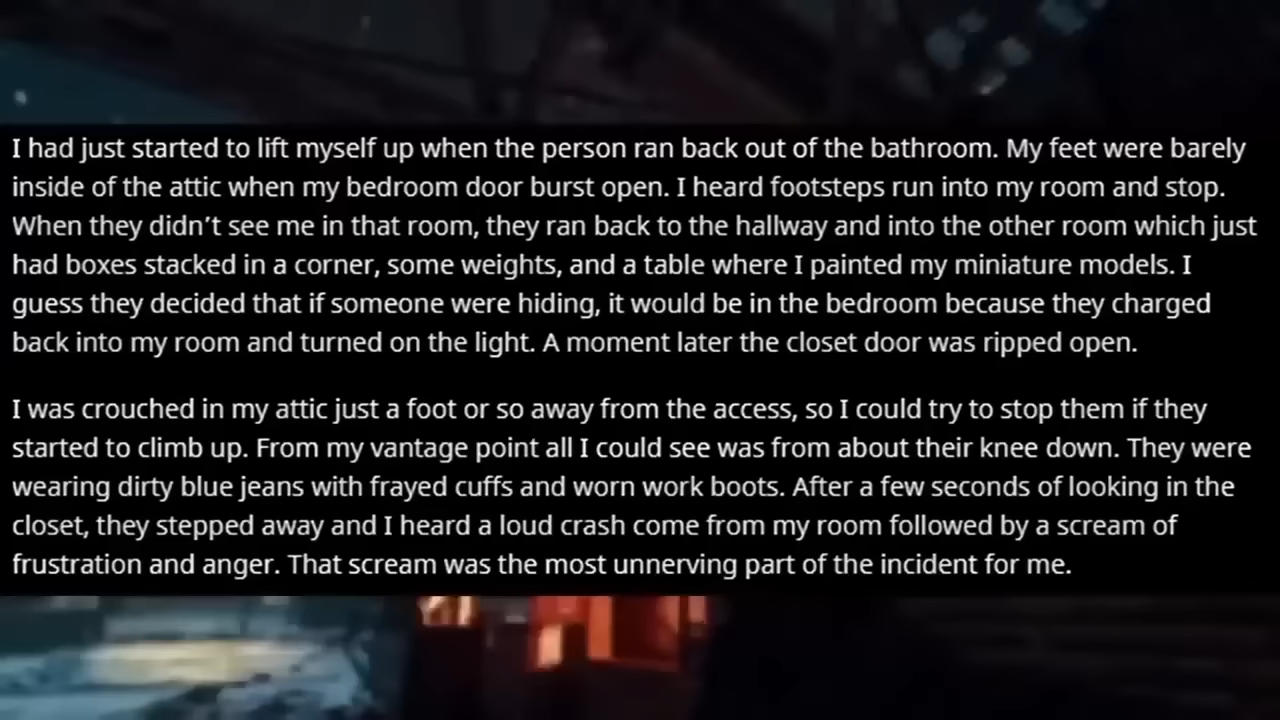 I had just started to lift myself up when the person ran back out of the bathroom. My feet were barely
inside of the attic when my bedroom door burst open. I heard footsteps run into my room and stop.
When they didn’t see me in that room, they ran back to the hallway and into the other room which just
had boxes stacked in a corner, some weights, and a table where I painted my miniature models. I
guess they decided that if someone were hiding, it would be in the bedroom because they charged
back into my room and turned on the light. A moment later the closet door was ripped open.
I was crouched in my attic just a foot or so away from the access, so I could try to stop them if they
started to climb up. From my vantage point all I could see was from about their knee down. They were
wearing dirty blue jeans with frayed cuffs and worn work boots. After a few seconds of looking in the
closet, they stepped away and I heard a loud crash come from my room followed by a scream of
frustration and anger. That scream was the most unnerving part of the incident for me.